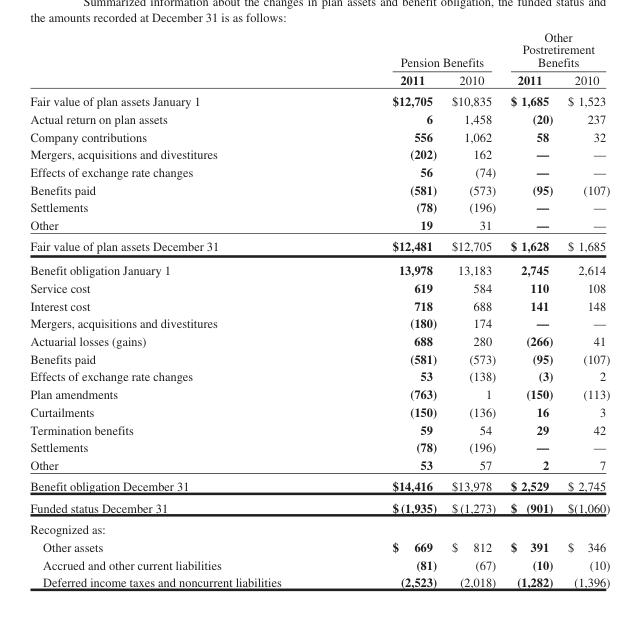 Summarized information about the changes in plan assets and benefit obligation, the funded status and
the amounts recorded at December 31 is as follows:
Other
Postretirement
Pension Benefits Benefits
2011 2010 2011 2010
Fair value of plan assets January 1 $12,705 $10,835 $ 1,685 $ 1,523
Actual return on plan assets 6 1,458 (20) 237
Company contributions 556 1,062 58 32
Mergers, acquisitions and divestitures (202) 162 — —
Effects of exchange rate changes 56 (74) — —
Benefits paid (581) (573) (95) (107)
Settlements (78) (196) — —
Other 19 31 — —
Fair value of plan assets December 31 $12,481 $12,705 $ 1,628 $ 1,685
Benefit obligation January 1 13,978 13,183 2,745 2,614
Service cost 619 584 110 108
Interest cost 718 688 141 148
Mergers, acquisitions and divestitures (180) 174 — —
Actuarial losses (gains) 688 280 (266) 41
Benefits paid (581) (573) (95) (107)
Effects of exchange rate changes 53 (138) (3) 2
Plan amendments (763) 1 (150) (113)
Curtailments (150) (136) 16 3
Termination benefits 59 54 29 42
Settlements (78) (196) — —
Other 53 57 2 7
Benefit obligation December 31 $14,416 $13,978 $ 2,529 $ 2,745
Funded status December 31 $ (1,935) $ (1,273) $ (901) $(1,060)
Recognized as:
Other assets $ 669 $ 812 $ 391 $ 346
Accrued and other current liabilities (81) (67) (10) (10)
Deferred income taxes and noncurrent liabilities (2,523) (2,018) (1,282) (1,396)